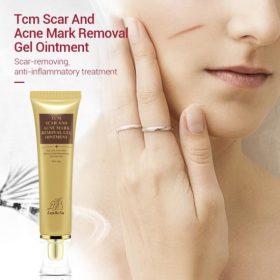 Tcm Scar And
Acne Mark Removal
Gel Ointment
Scar-removing,
anti-inflammatory treatment
TCM
SCAR AND
ACNE MARK
REMOVAL GEL
OINTMENT